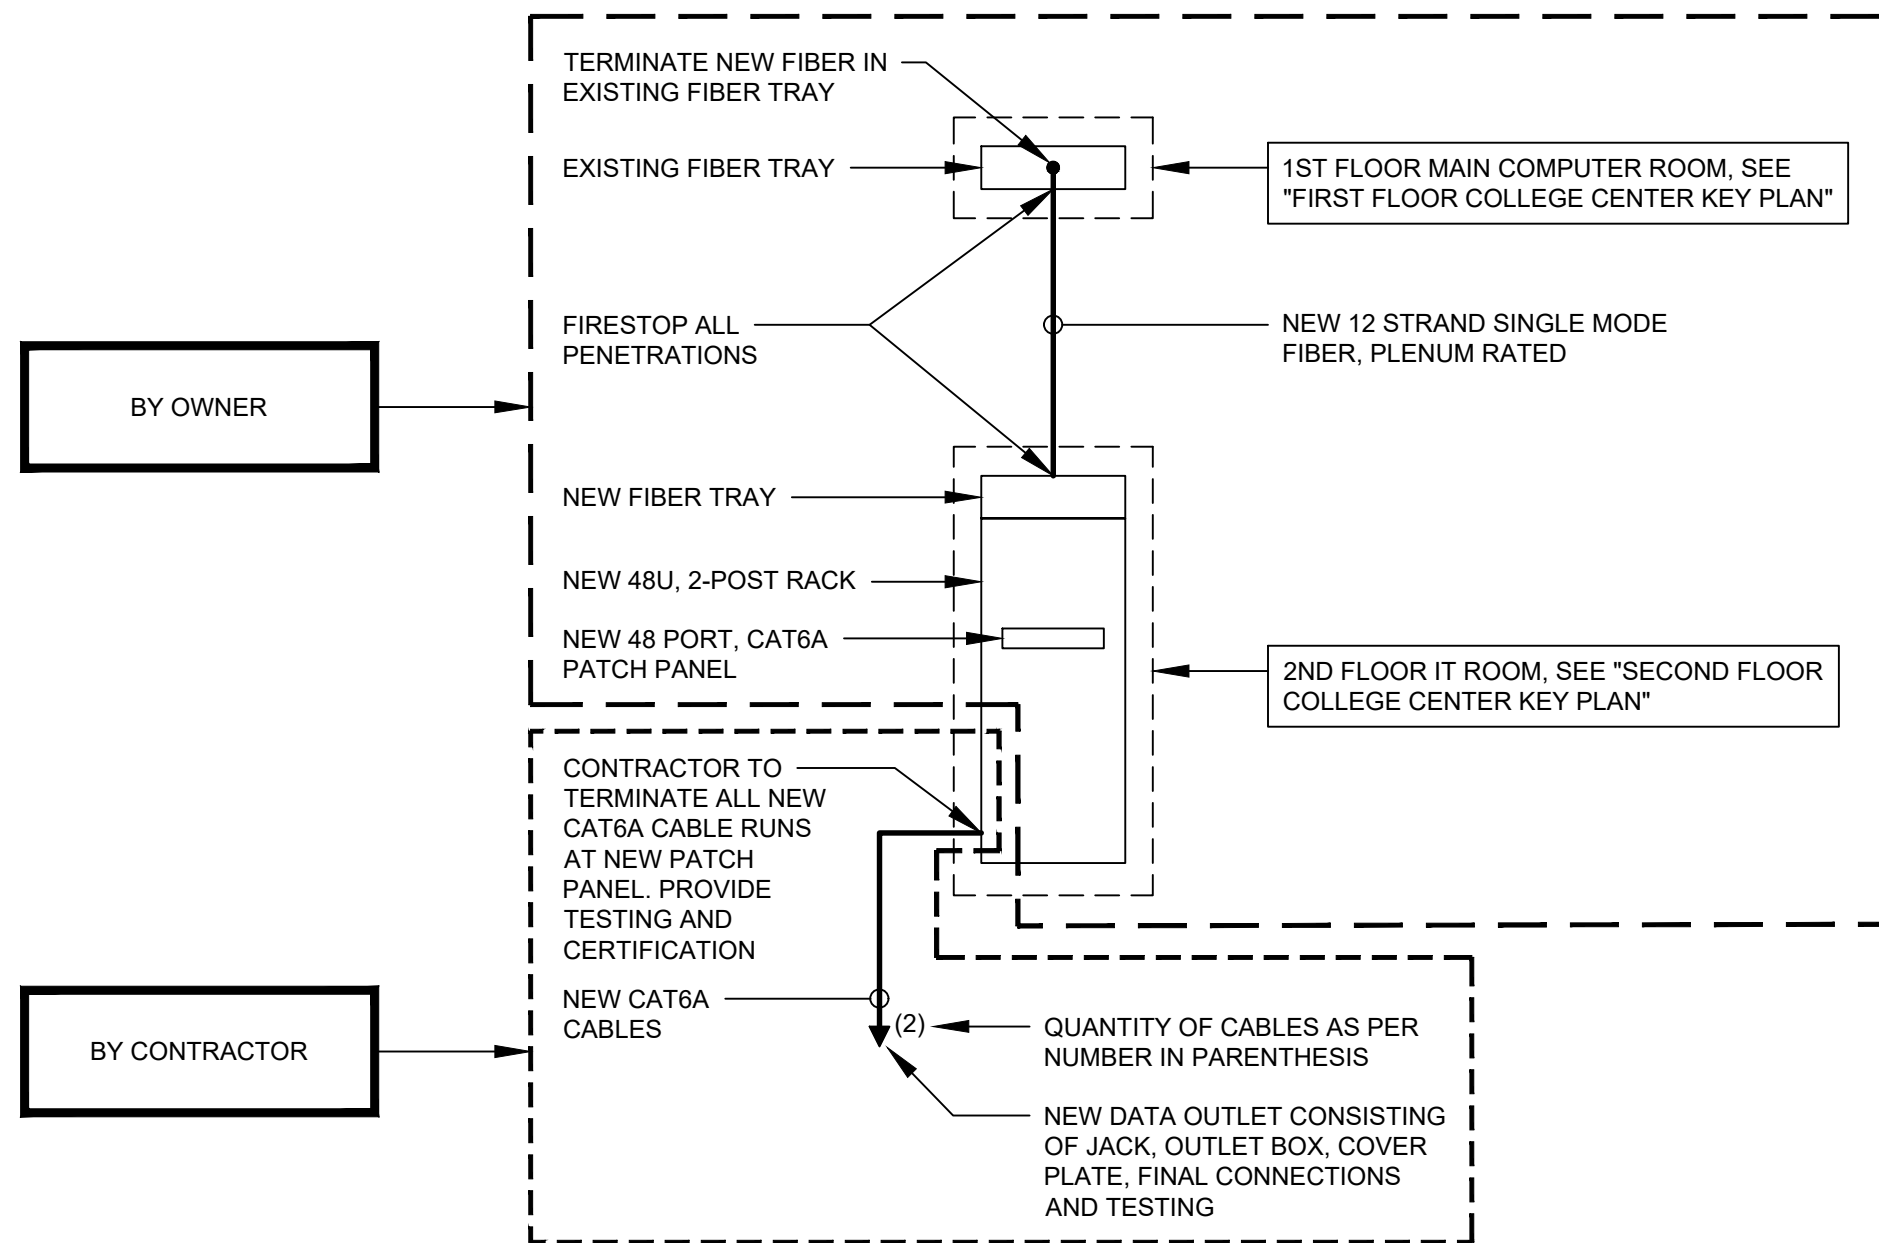 TERMINATE NEW FIBER IN
EXISTING FIBER TRAY
EXISTING FIBER TRAY
1ST FLOOR MAIN COMPUTER ROOM, SEE
"FIRST FLOOR COLLEGE CENTER KEY PLAN"
FIRESTOP ALL
PENETRATIONS
NEW 12 STRAND SINGLE MODE
FIBER, PLENUM RATED
BY OWNER
NEW FIBER TRAY
NEW 48U, 2-POST RACK
NEW 48 PORT, CAT6A
PATCH PANEL
2ND FLOOR IT ROOM, SEE "SECOND FLOOR
COLLEGE CENTER KEY PLAN"
CONTRACTOR TO
TERMINATE ALL NEW
CAT6A CABLE RUNS
AT NEW PATCH
PANEL. PROVIDE
TESTING AND
CERTIFICATION
NEW CAT6A
CABLES
(2)
QUANTITY OF CABLES AS PER
NUMBER IN PARENTHESIS
BY CONTRACTOR
NEW DATA OUTLET CONSISTING
OF JACK, OUTLET BOX, COVER
PLATE, FINAL CONNECTIONS
AND TESTING